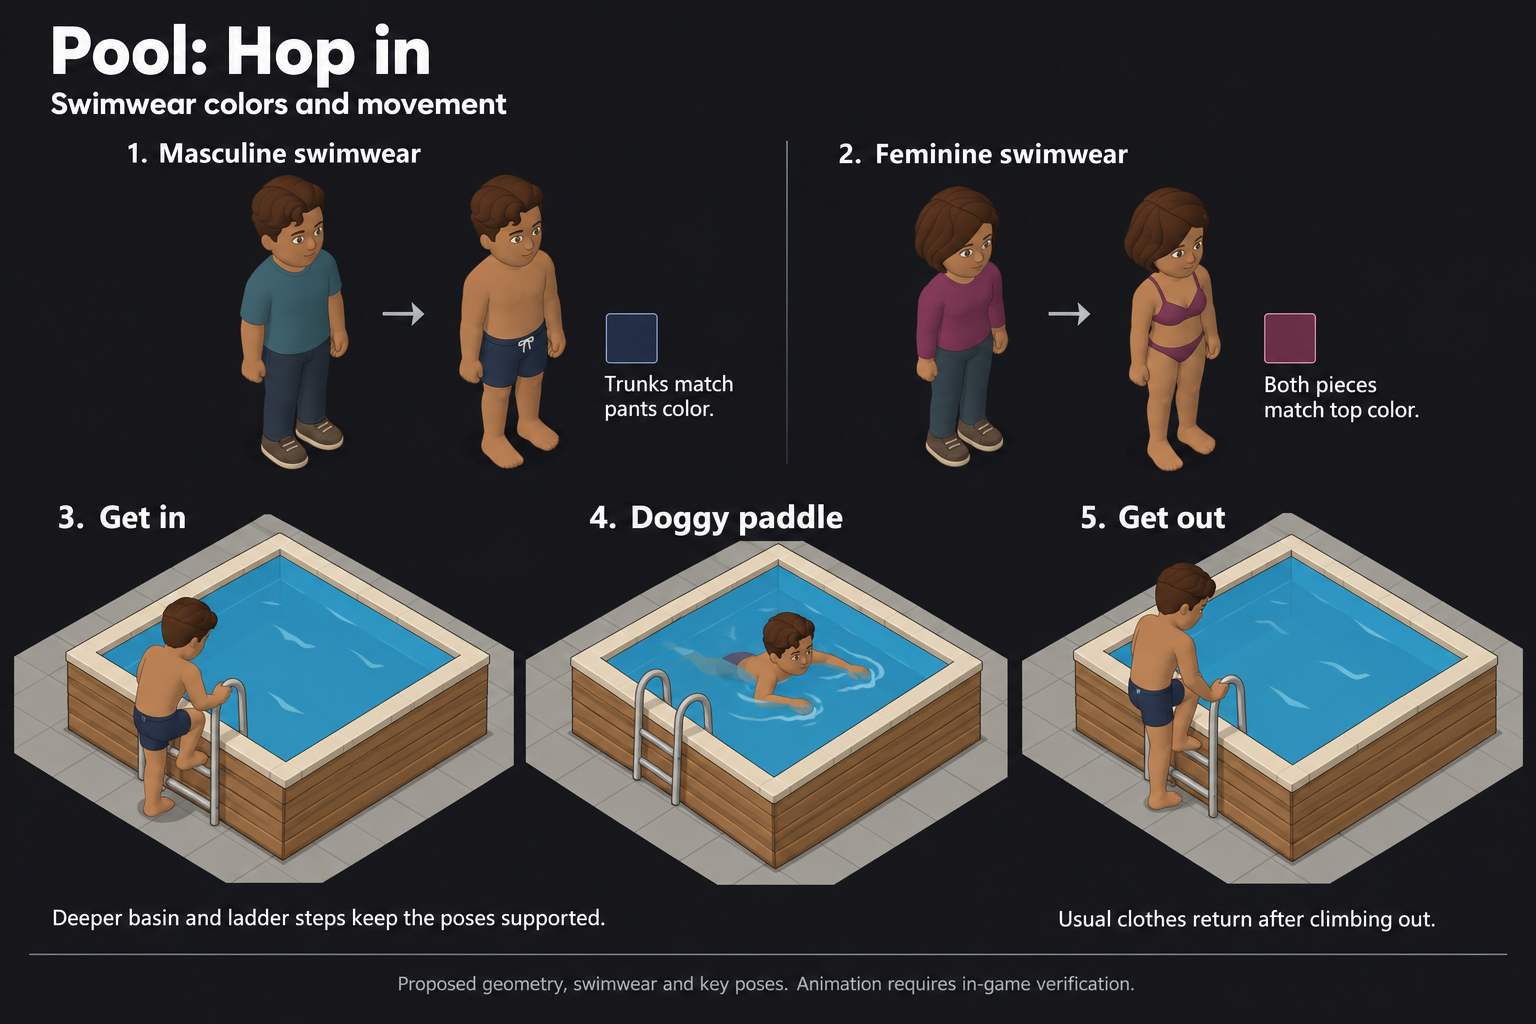 Pool: Hop in
Swimwear colors and movement
1. Masculine swimwear
2. Feminine swimwear
Trunks match
pants color.
Both pieces
match top color.
3. Get in
4. Doggy paddle
5. Get out
Deeper basin and ladder steps keep the poses supported.
Usual clothes return after climbing out.
Proposed geometry, swimwear and key poses. Animation requires in-game verification.